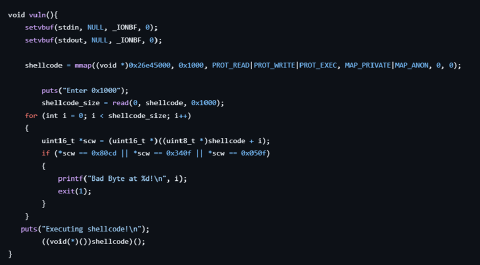 void vuln(){
    setvbuf(stdin, NULL, _IONBF, 0);
    setvbuf(stdout, NULL, _IONBF, 0);

    shellcode = mmap((void *)0x26e45000, 0x1000, PROT_READ|PROT_WRITE|PROT_EXEC, MAP_PRIVATE|MAP_ANON, 0, 0);

        puts("Enter 0x1000");
        shellcode_size = read(0, shellcode, 0x1000);
    for (int i = 0; i < shellcode_size; i++)
    {
        uint16_t *scw = (uint16_t *)((uint8_t *)shellcode + i);
        if (*scw == 0x80cd || *scw == 0x340f || *scw == 0x050f)
        {
            printf("Bad Byte at %d!\n", i);
            exit(1);
        }
    }
   puts("Executing shellcode!\n");
        ((void(*)())shellcode)();
}